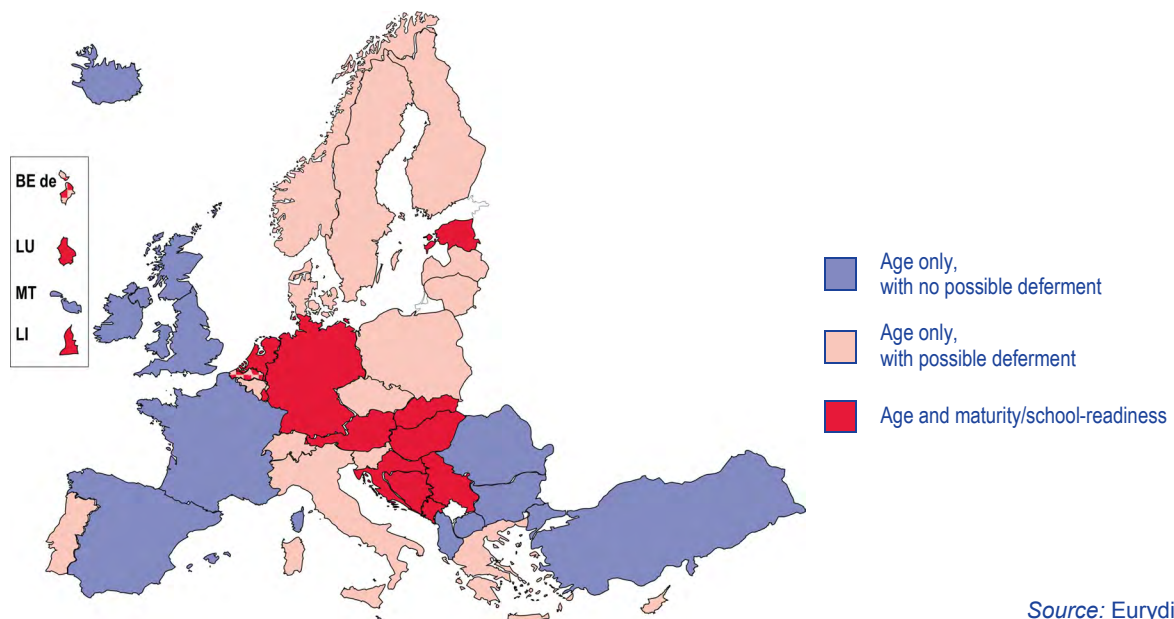 BE de
LU
MT
LI
Age only,
with no possible deferment
Age only,
with possible deferment
Age and maturity/school-readiness
Source: Eurydi